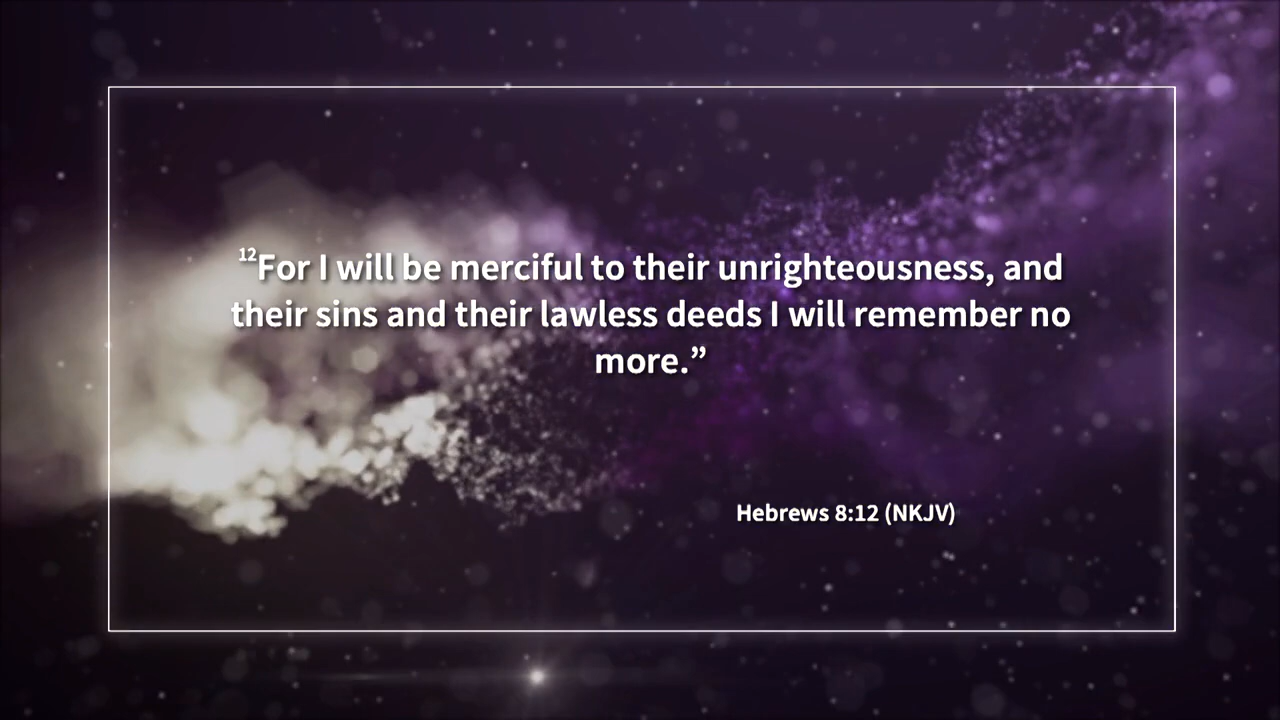 ¹²For I will be merciful to their unrighteousness, and
their sins and their lawless deeds I will remember no
more.”
Hebrews 8:12 (NKJV)